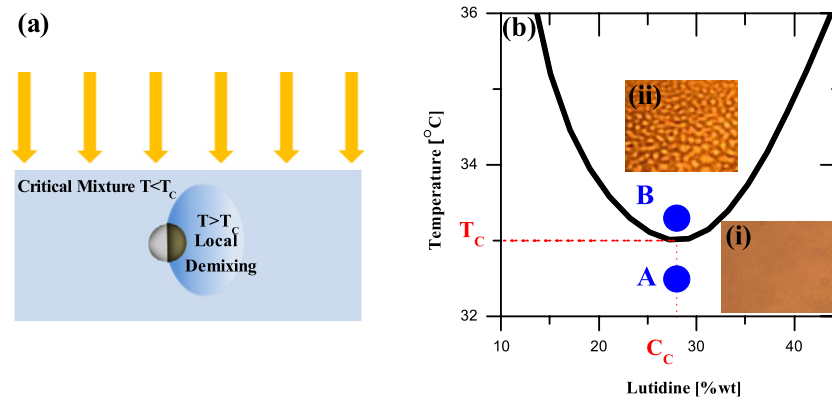 (a)
Critical Mixture T<T_C
T>T_C
Local
Demixing
(b)
36
34
32
Temperature [°C]
T_C
(ii)
B
(i)
A
10
20
30
40
C_C
Lutidine [%wt]